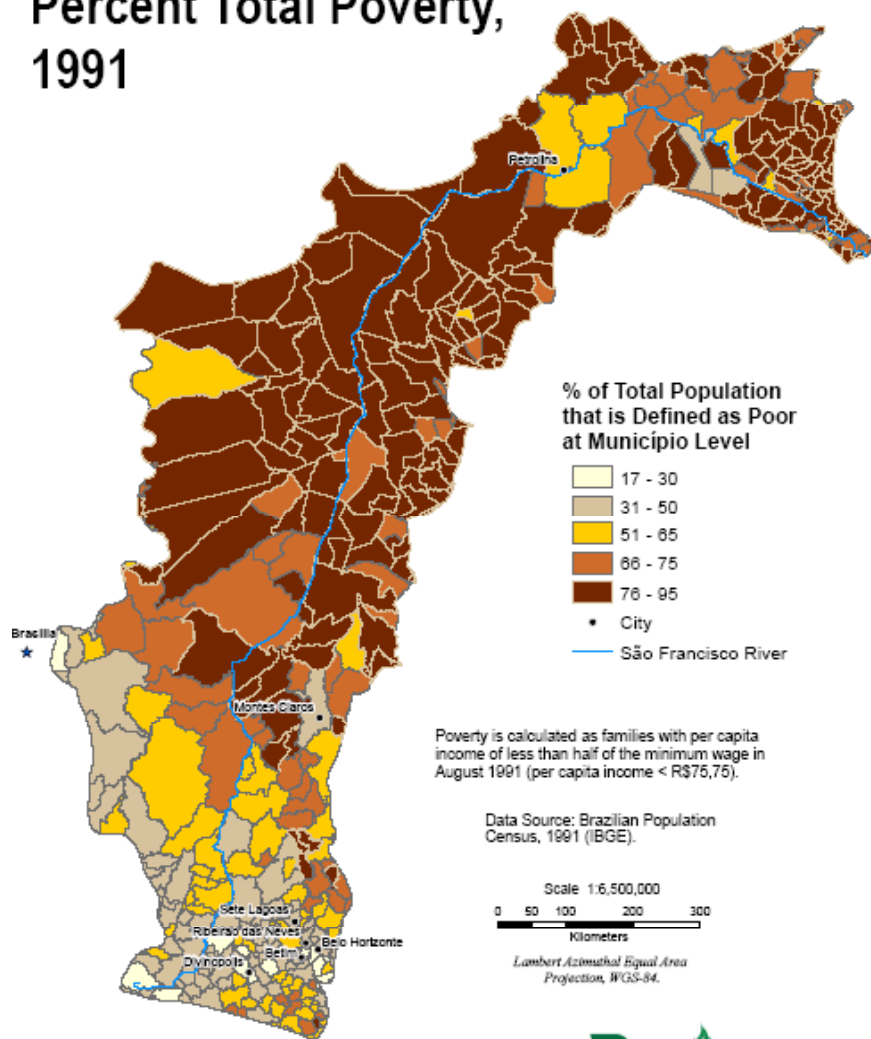 Percent Total Poverty,
1991
Petrolina
% of Total Population
that is Defined as Poor
at Município Level
17 - 30
31 - 50
51 - 65
66 - 75
76 - 95
City
São Francisco River
Brasília
Montes Claros
Poverty is calculated as families with per capita
income of less than half of the minimum wage in
August 1991 (per capita income < R$75,75).
Data Source: Brazilian Population
Census, 1991 (IBGE).
Scale 1:6,500,000
0 50 100 200 300
Kilometers
Lambert Azimuthal Equal Area
Projection, WGS-84.
Sete Lagoas
Ribeirao das Neves
Belo Horizonte
Betim
Divinopolis